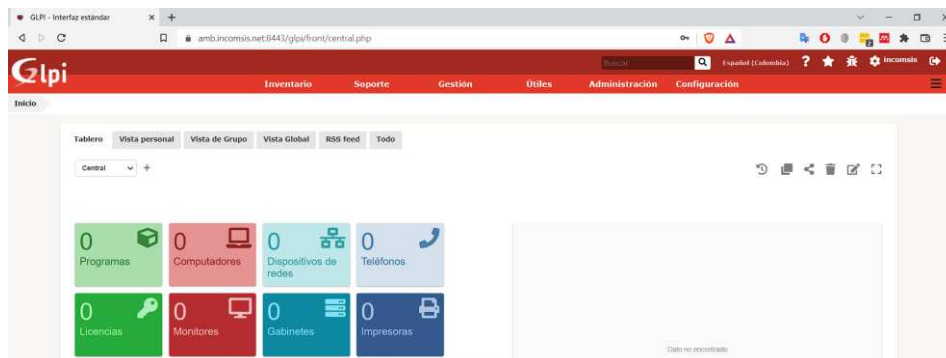 GLPI - Interfaz estándar
amb.incomsis.net:8443/glpi/front/central.php
Glpi
Buscar Español (Colombia) ? incomsis
Inventario Soporte Gestión Útiles Administración Configuración
Inicio
Tablero Vista personal Vista de Grupo Vista Global RSS feed Todo
Central
0 Programas
0 Computadores
0 Dispositivos de redes
0 Teléfonos
0 Licencias
0 Monitores
0 Gabinetes
0 Impresoras
Dato no encontrado